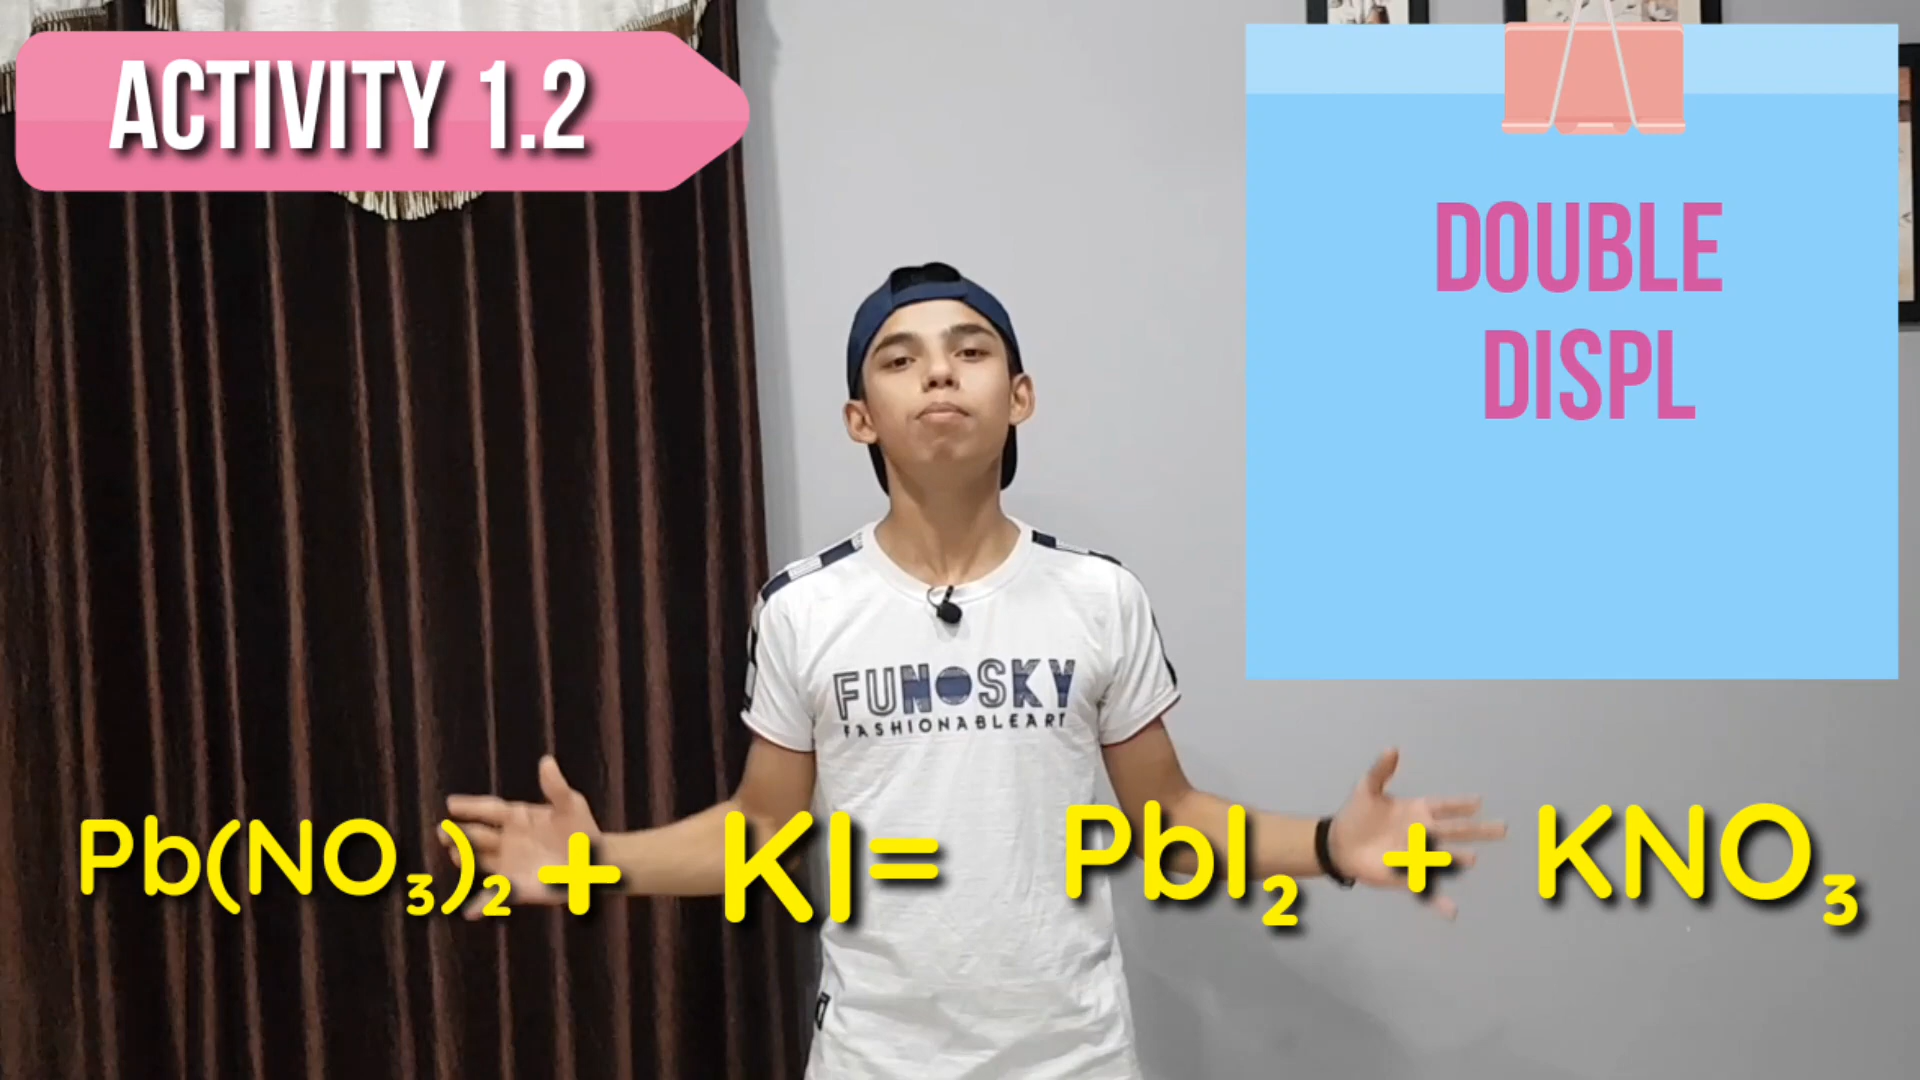 ACTIVITY 1.2
DOUBLE
DISPL
FUNOSKY
FASHIONABLEART
Pb(NO₃)₂ + KI = PbI₂ + KNO₃